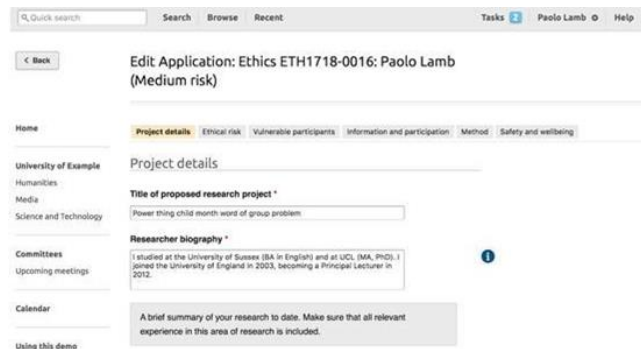 Quick search
Search Browse Recent
Tasks 2 Paolo Lamb Help
< Back
Edit Application: Ethics ETH1718-0016: Paolo Lamb
(Medium risk)
Home
University of Example
Humanities
Media
Science and Technology
Committees
Upcoming meetings
Calendar
Using this demo
Project details Ethical risk Vulnerable participants Information and participation Method Safety and wellbeing
Project details
Title of proposed research project *
Power thing child month word of group problem
Researcher biography *
I studied at the University of Sussex (BA in English) and at UCL (MA, PhD). I
joined the University of England in 2003, becoming a Principal Lecturer in
2012.
i
A brief summary of your research to date. Make sure that all relevant
experience in this area of research is included.